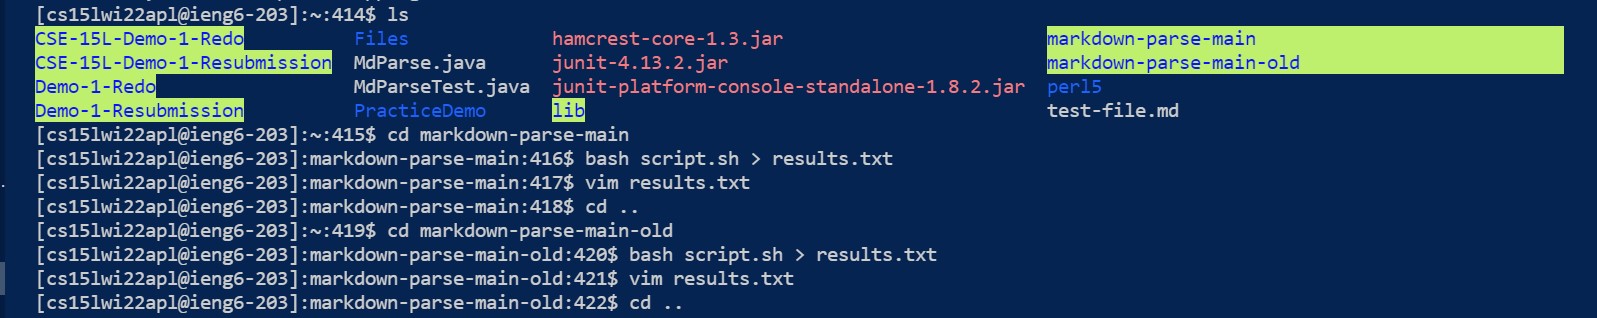 [cs15lwi22apl@ieng6-203]:~:414$ ls
CSE-15L-Demo-1-Redo Files hamcrest-core-1.3.jar markdown-parse-main
CSE-15L-Demo-1-Resubmission MdParse.java junit-4.13.2.jar markdown-parse-main-old
Demo-1-Redo MdParseTest.java junit-platform-console-standalone-1.8.2.jar perl5
Demo-1-Resubmission PracticeDemo lib test-file.md
[cs15lwi22apl@ieng6-203]:~:415$ cd markdown-parse-main
[cs15lwi22apl@ieng6-203]:markdown-parse-main:416$ bash script.sh > results.txt
[cs15lwi22apl@ieng6-203]:markdown-parse-main:417$ vim results.txt
[cs15lwi22apl@ieng6-203]:markdown-parse-main:418$ cd ..
[cs15lwi22apl@ieng6-203]:~:419$ cd markdown-parse-main-old
[cs15lwi22apl@ieng6-203]:markdown-parse-main-old:420$ bash script.sh > results.txt
[cs15lwi22apl@ieng6-203]:markdown-parse-main-old:421$ vim results.txt
[cs15lwi22apl@ieng6-203]:markdown-parse-main-old:422$ cd ..